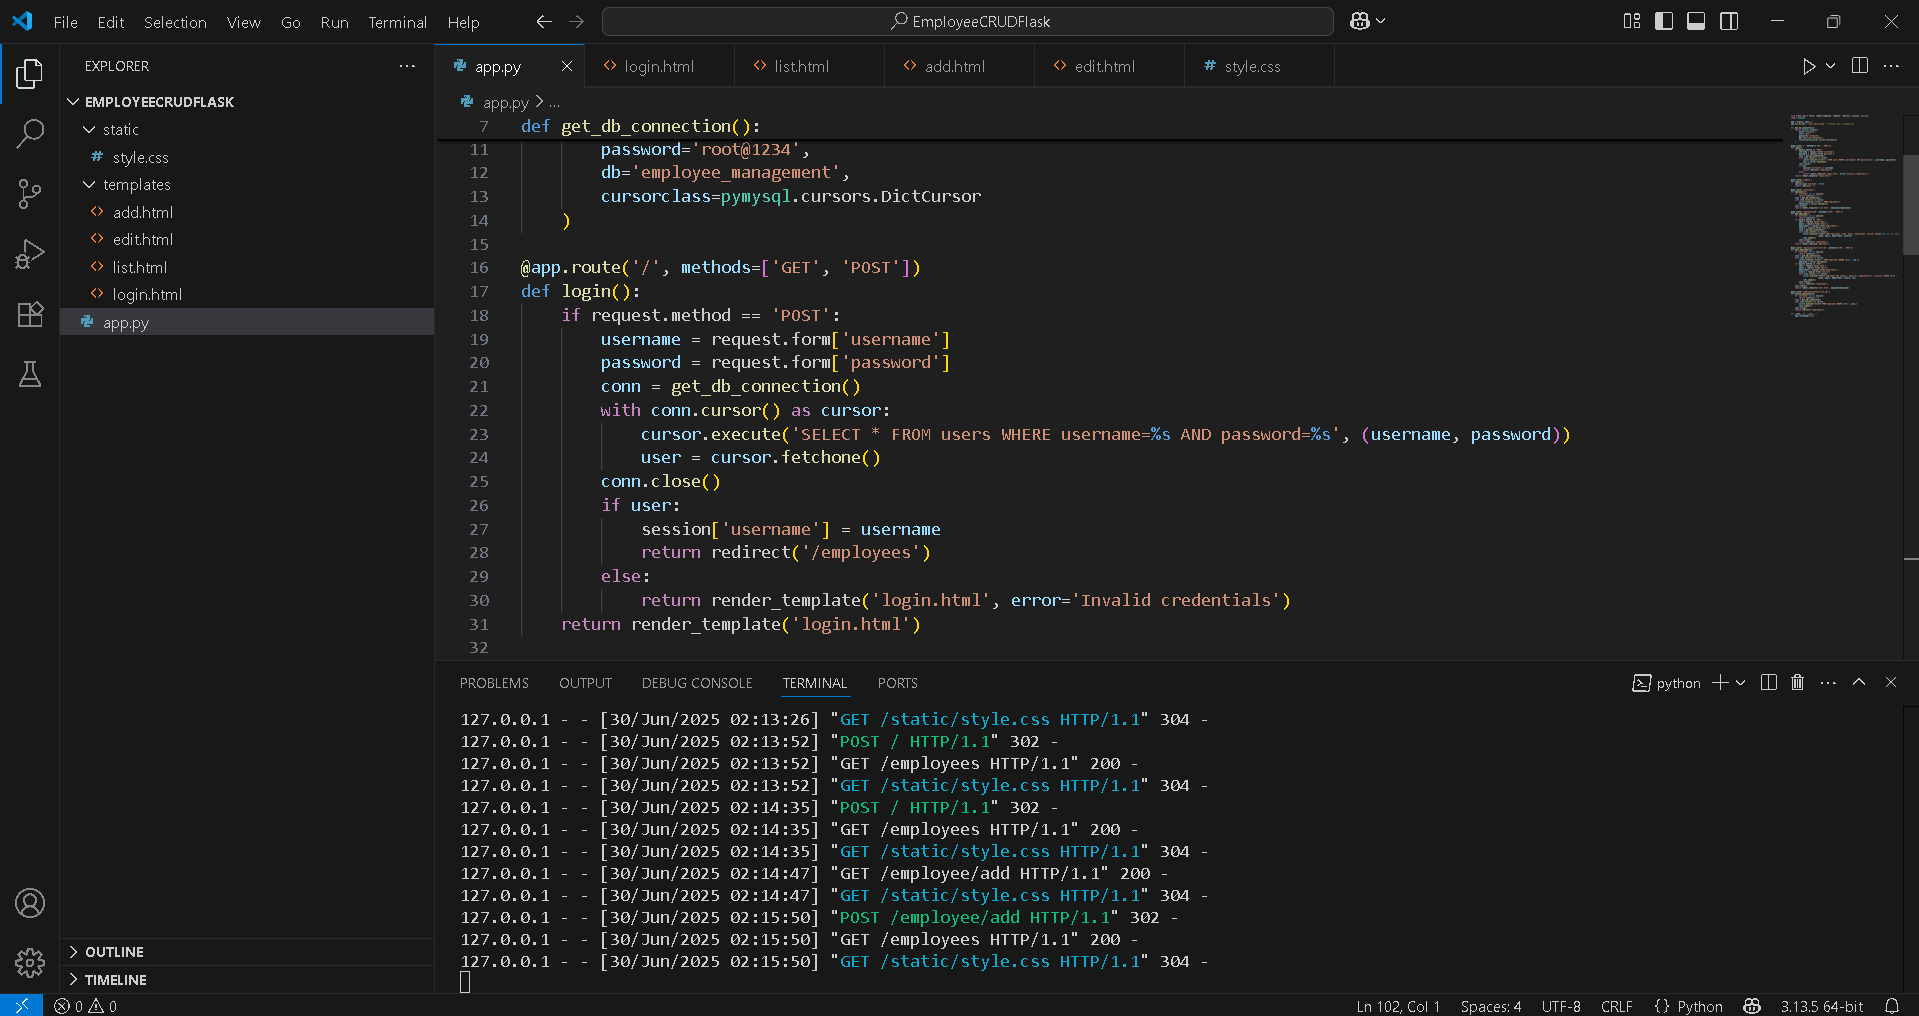 File Edit Selection View Go Run Terminal Help
EmployeeCRUDFlask
EXPLORER
EMPLOYEECRUDFLASK
static
# style.css
templates
<> add.html
<> edit.html
<> list.html
<> login.html
app.py
OUTLINE
TIMELINE
app.py
<> login.html
<> list.html
<> add.html
<> edit.html
# style.css
app.py > ...
7 def get_db_connection():
11 password='root@1234',
12 db='employee_management',
13 cursorclass=pymysql.cursors.DictCursor
14 )
15
16 @app.route('/', methods=['GET', 'POST'])
17 def login():
18 if request.method == 'POST':
19 username = request.form['username']
20 password = request.form['password']
21 conn = get_db_connection()
22 with conn.cursor() as cursor:
23 cursor.execute('SELECT * FROM users WHERE username=%s AND password=%s', (username, password))
24 user = cursor.fetchone()
25 conn.close()
26 if user:
27 session['username'] = username
28 return redirect('/employees')
29 else:
30 return render_template('login.html', error='Invalid credentials')
31 return render_template('login.html')
32
PROBLEMS OUTPUT DEBUG CONSOLE TERMINAL PORTS
python
127.0.0.1 - - [30/Jun/2025 02:13:26] "GET /static/style.css HTTP/1.1" 304 -
127.0.0.1 - - [30/Jun/2025 02:13:52] "POST / HTTP/1.1" 302 -
127.0.0.1 - - [30/Jun/2025 02:13:52] "GET /employees HTTP/1.1" 200 -
127.0.0.1 - - [30/Jun/2025 02:13:52] "GET /static/style.css HTTP/1.1" 304 -
127.0.0.1 - - [30/Jun/2025 02:14:35] "POST / HTTP/1.1" 302 -
127.0.0.1 - - [30/Jun/2025 02:14:35] "GET /employees HTTP/1.1" 200 -
127.0.0.1 - - [30/Jun/2025 02:14:35] "GET /static/style.css HTTP/1.1" 304 -
127.0.0.1 - - [30/Jun/2025 02:14:47] "GET /employee/add HTTP/1.1" 200 -
127.0.0.1 - - [30/Jun/2025 02:14:47] "GET /static/style.css HTTP/1.1" 304 -
127.0.0.1 - - [30/Jun/2025 02:15:50] "POST /employee/add HTTP/1.1" 302 -
127.0.0.1 - - [30/Jun/2025 02:15:50] "GET /employees HTTP/1.1" 200 -
127.0.0.1 - - [30/Jun/2025 02:15:50] "GET /static/style.css HTTP/1.1" 304 -
0 0
Ln 102, Col 1 Spaces: 4 UTF-8 CRLF {} Python 3.13.5 64-bit